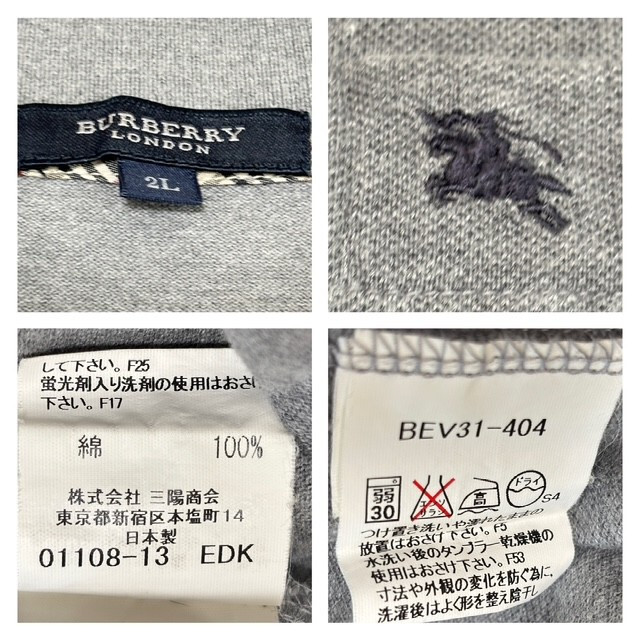 BURBERRY
LONDON
2L
して下さい。F25
蛍光剤入り洗剤の使用はおさ
下さい。F17
綿 100%
株式会社 三陽商会
東京都新宿区本塩町14
日本製
01108-13 EDK
BEV31-404
弱
30
エンソ
サラシ
高
ドライ
S4
つけ置き洗いや濡れたままの
放置はおさけ下さい。F5
水洗い後のタンブラー乾燥機の
使用はおさけ下さい。F53
寸法や外観の変化を防ぐ為に、
洗濯後はよく形を整え陰干し